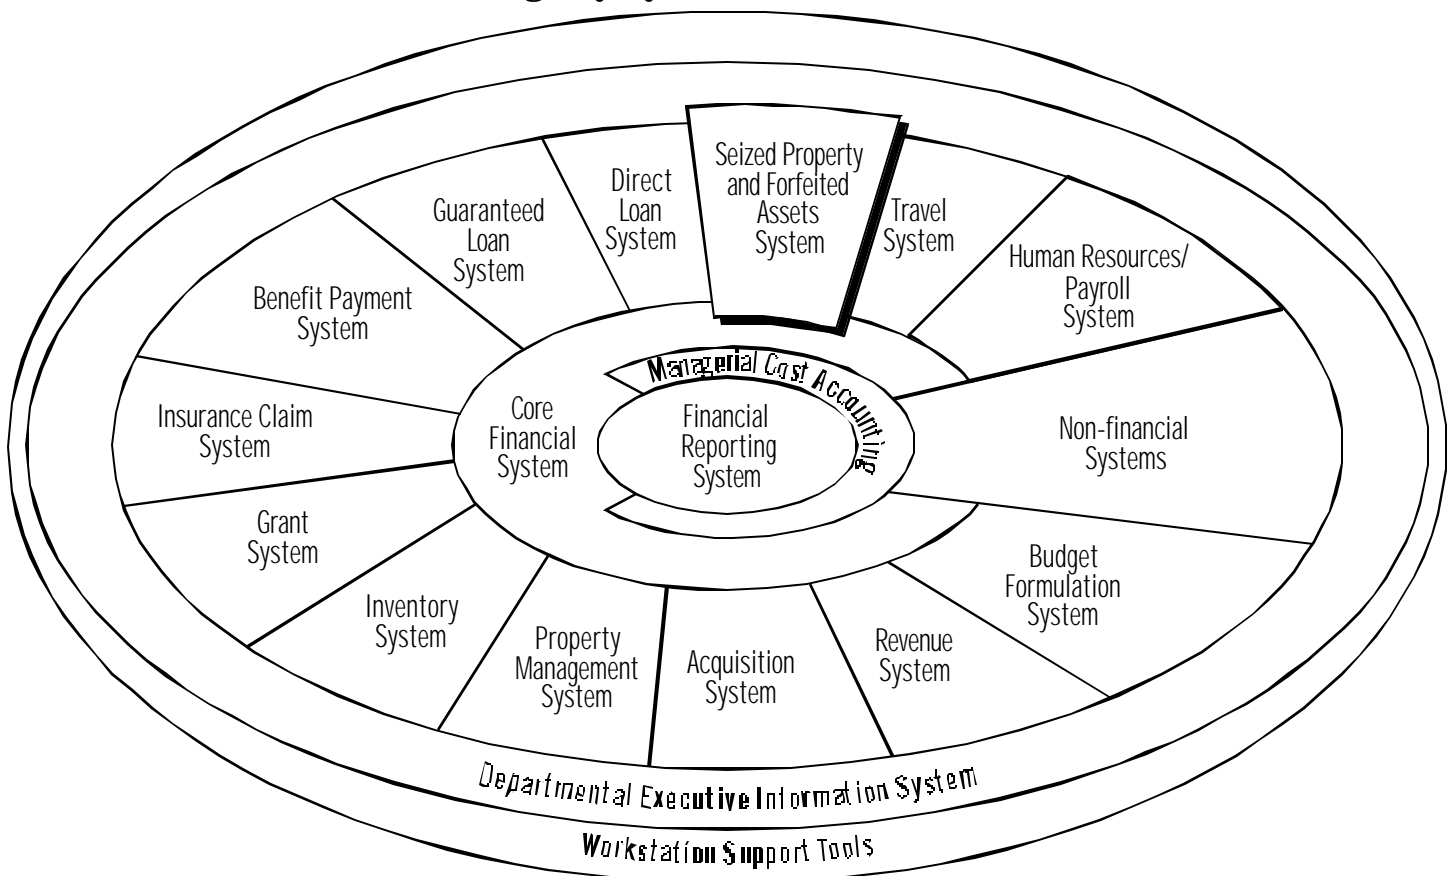 Seized Property
and Forfeited
Assets
System
Direct
Loan
System
Travel
System
Guaranteed
Loan
System
Human Resources/
Payroll
System
Benefit Payment
System
Managerial Cost Accounting
Insurance Claim
System
Core
Financial
System
Financial
Reporting
System
Non-financial
Systems
Grant
System
Budget
Formulation
System
Inventory
System
Property
Management
System
Acquisition
System
Revenue
System
Departmental Executive Information System
Workstation Support Tools